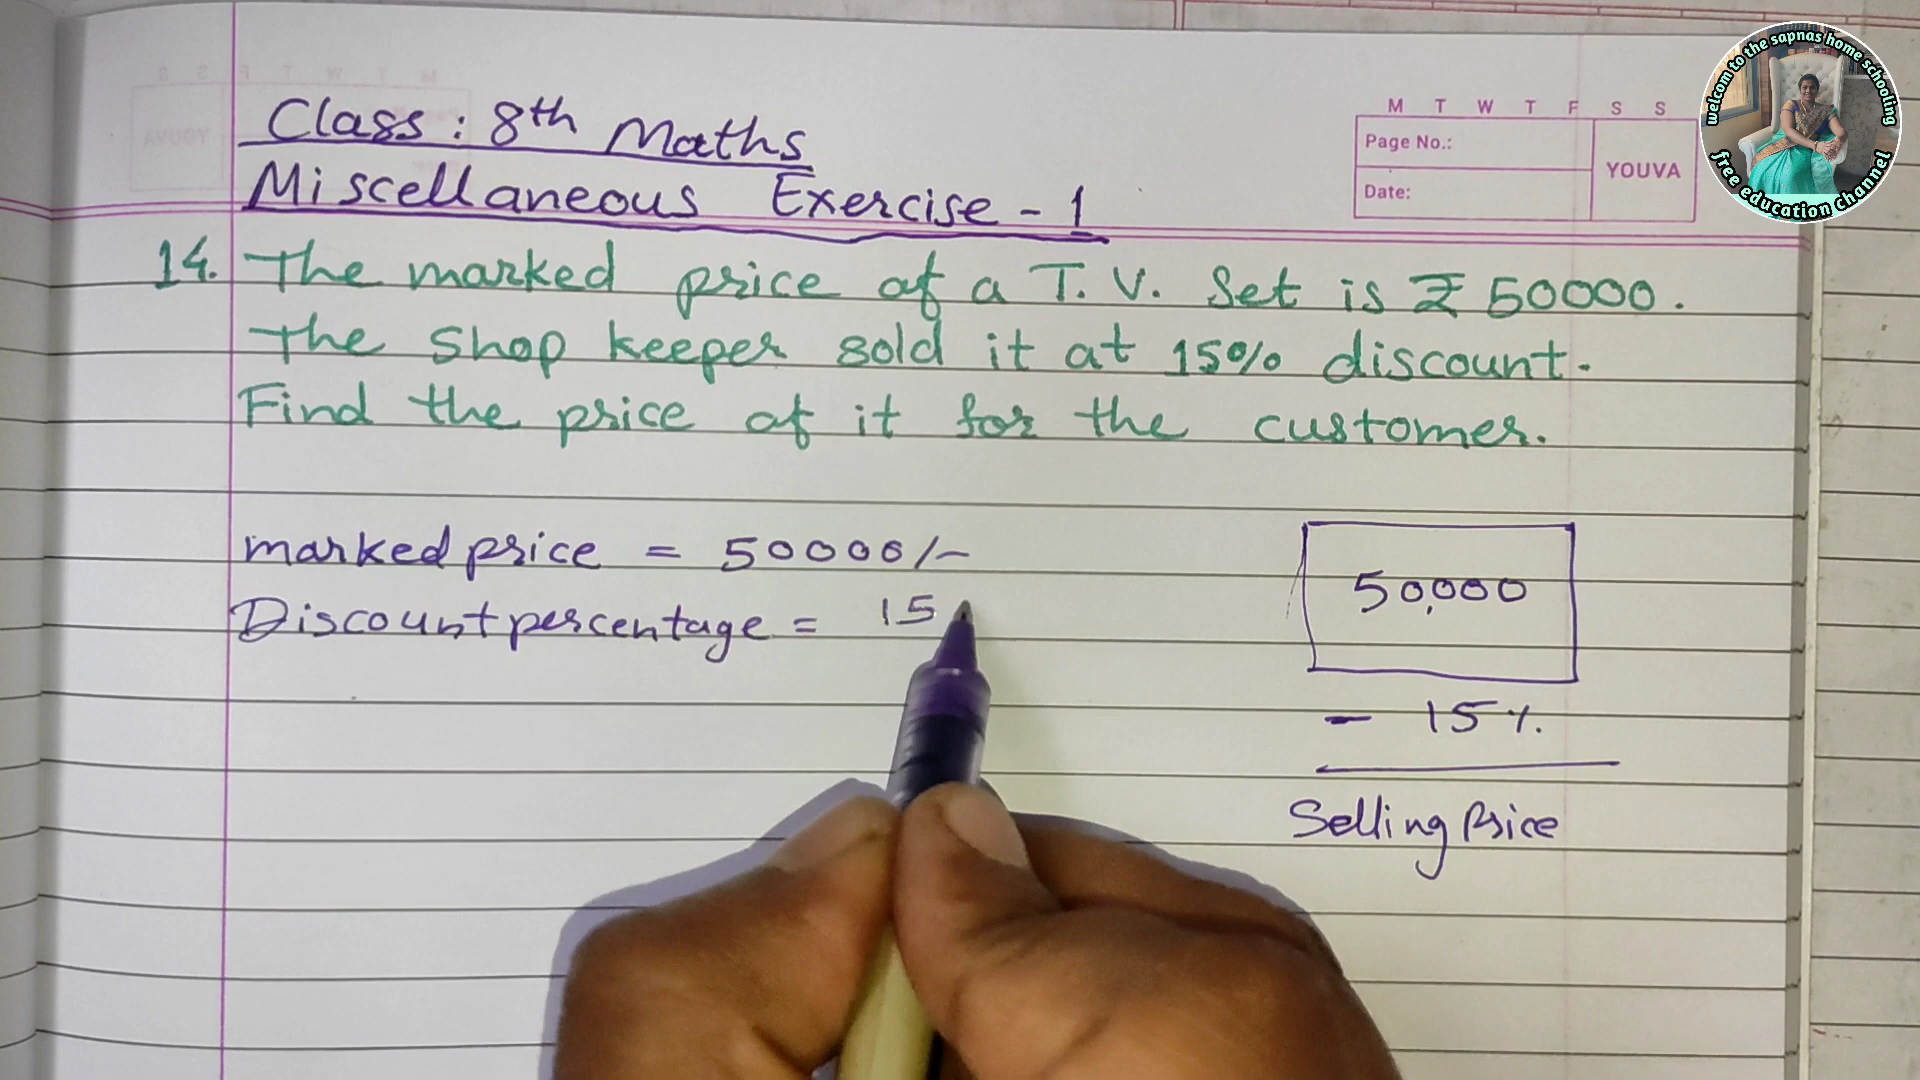 welcom to the sapnas home schooling
free education channel
M T W T F S S
Page No.:
Date:
YOUVA
Class : 8th Maths
Miscellaneous Exercise - 1
14. The marked price of a T. V. Set is ₹ 50000.
The Shop keeper sold it at 15% discount.
Find the price of it for the customer.
marked price = 50000/-
Discount percentage = 15
50,000
- 15%
Selling Price